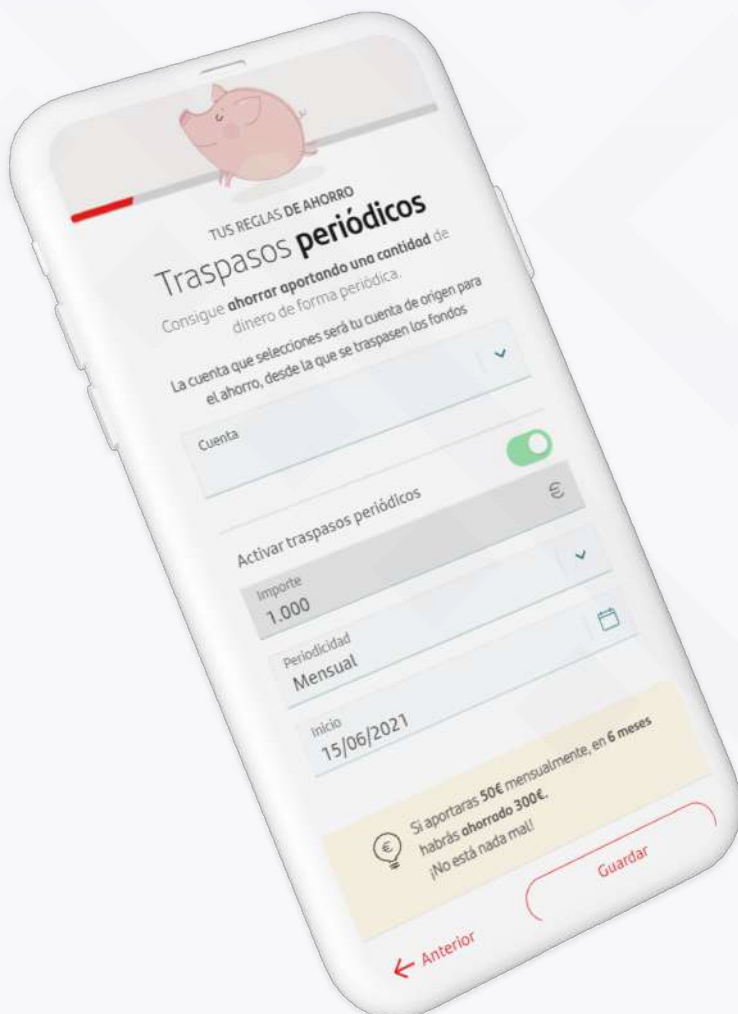 TUS REGLAS DE AHORRO
Traspasos periódicos
Consigue ahorrar aportando una cantidad de
dinero de forma periódica.
La cuenta que selecciones será tu cuenta de origen para
el ahorro, desde la que se traspasen los fondos
Cuenta
Activar traspasos periódicos
Importe
1.000 €
Periodicidad
Mensual
Inicio
15/06/2021
€
Si aportaras 50€ mensualmente, en 6 meses
habrás ahorrado 300€.
¡No está nada mal!
Anterior
Guardar